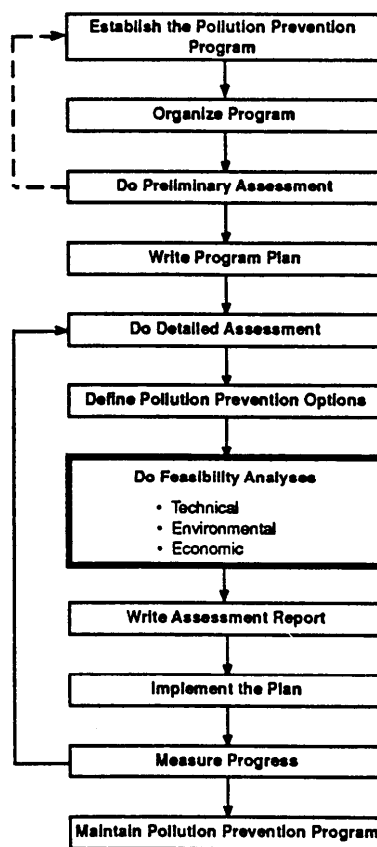 Establish the Pollution Prevention
Program
Organize Program
Do Preliminary Assessment
Write Program Plan
Do Detailed Assessment
Define Pollution Prevention Options
Do Feasibility Analyses
• Technical
• Environmental
• Economic
Write Assessment Report
Implement the Plan
Measure Progress
Maintain Pollution Prevention Program